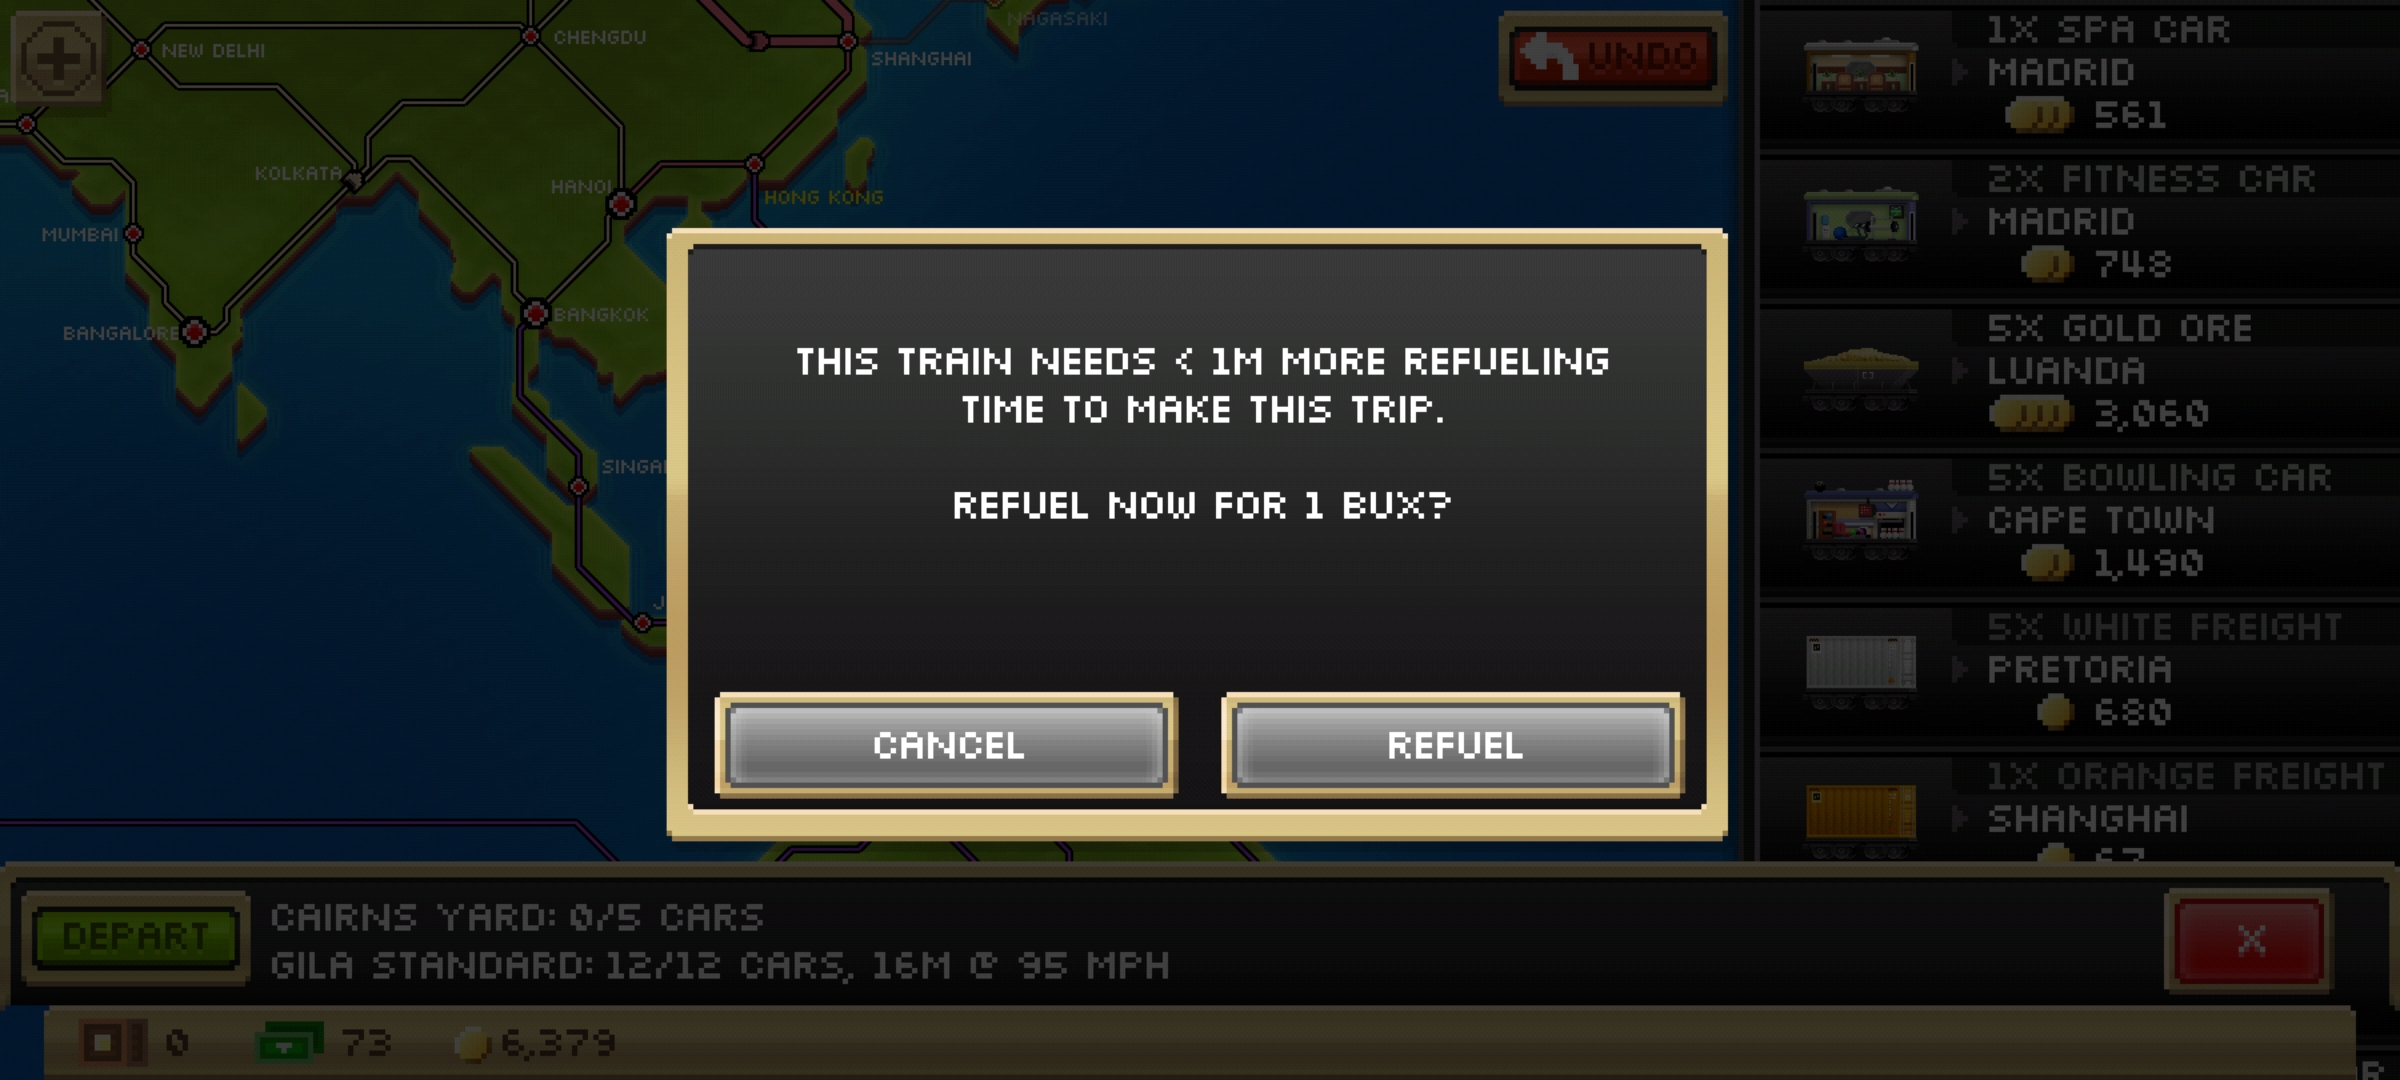 NAGASAKI
NEW DELHI
CHENGDU
SHANGHAI
UNDO
KOLKATA
HANOI
HONG KONG
MUMBAI
BANGALORE
BANGKOK
THIS TRAIN NEEDS < 1M MORE REFUELING
TIME TO MAKE THIS TRIP.
REFUEL NOW FOR 1 BUX?
CANCEL
REFUEL
1X SPA CAR
MADRID
561
2X FITNESS CAR
MADRID
748
5X GOLD ORE
LUANDA
3,060
5X BOWLING CAR
CAPE TOWN
1,490
5X WHITE FREIGHT
PRETORIA
680
1X ORANGE FREIGHT
SHANGHAI
67
DEPART
CAIRNS YARD: 0/5 CARS
GILA STANDARD: 12/12 CARS, 16M @ 95 MPH
X
0
73
6,379